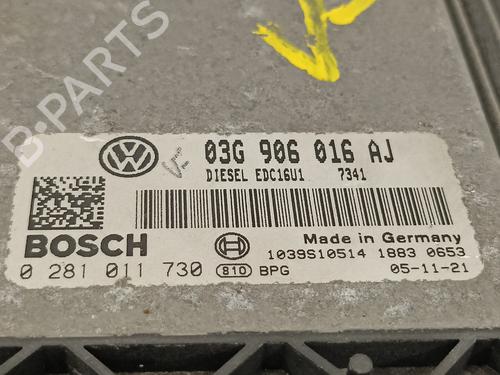 B-PARTS
03G 906 016 AJ
DIESEL EDC16U1 7341
BOSCH
Made in Germany
1039S10514 1883 0653
0 281 011 730 810 BPG 05-11-21